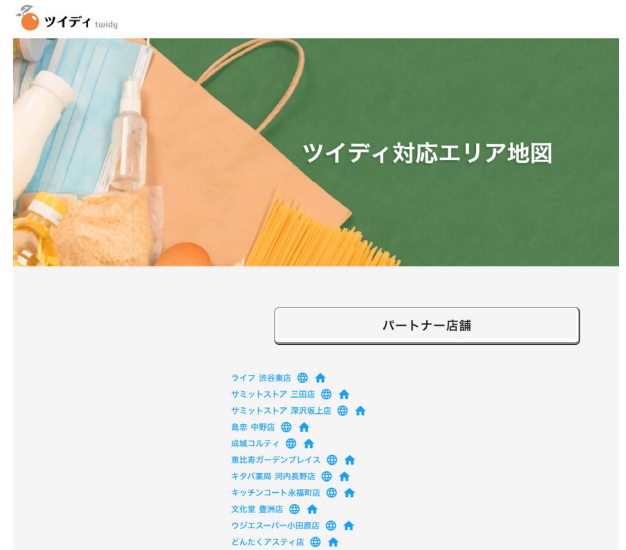 ツイディ twidy
ツイディ対応エリア地図
パートナー店舗
ライフ 渋谷東店
サミットストア 三田店
サミットストア 深沢坂上店
島忠 中野店
成城コルティ
恵比寿ガーデンプレイス
キタバ薬局 河内長野店
キッチンコート永福町店
文化堂 豊洲店
ウジエスーパー小田原店
どんたくアスティ店